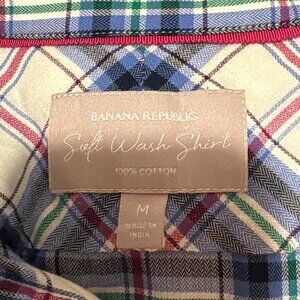 BANANA REPUBLIC
Soft Wash Shirt
100% COTTON
M
MADE IN
INDIA